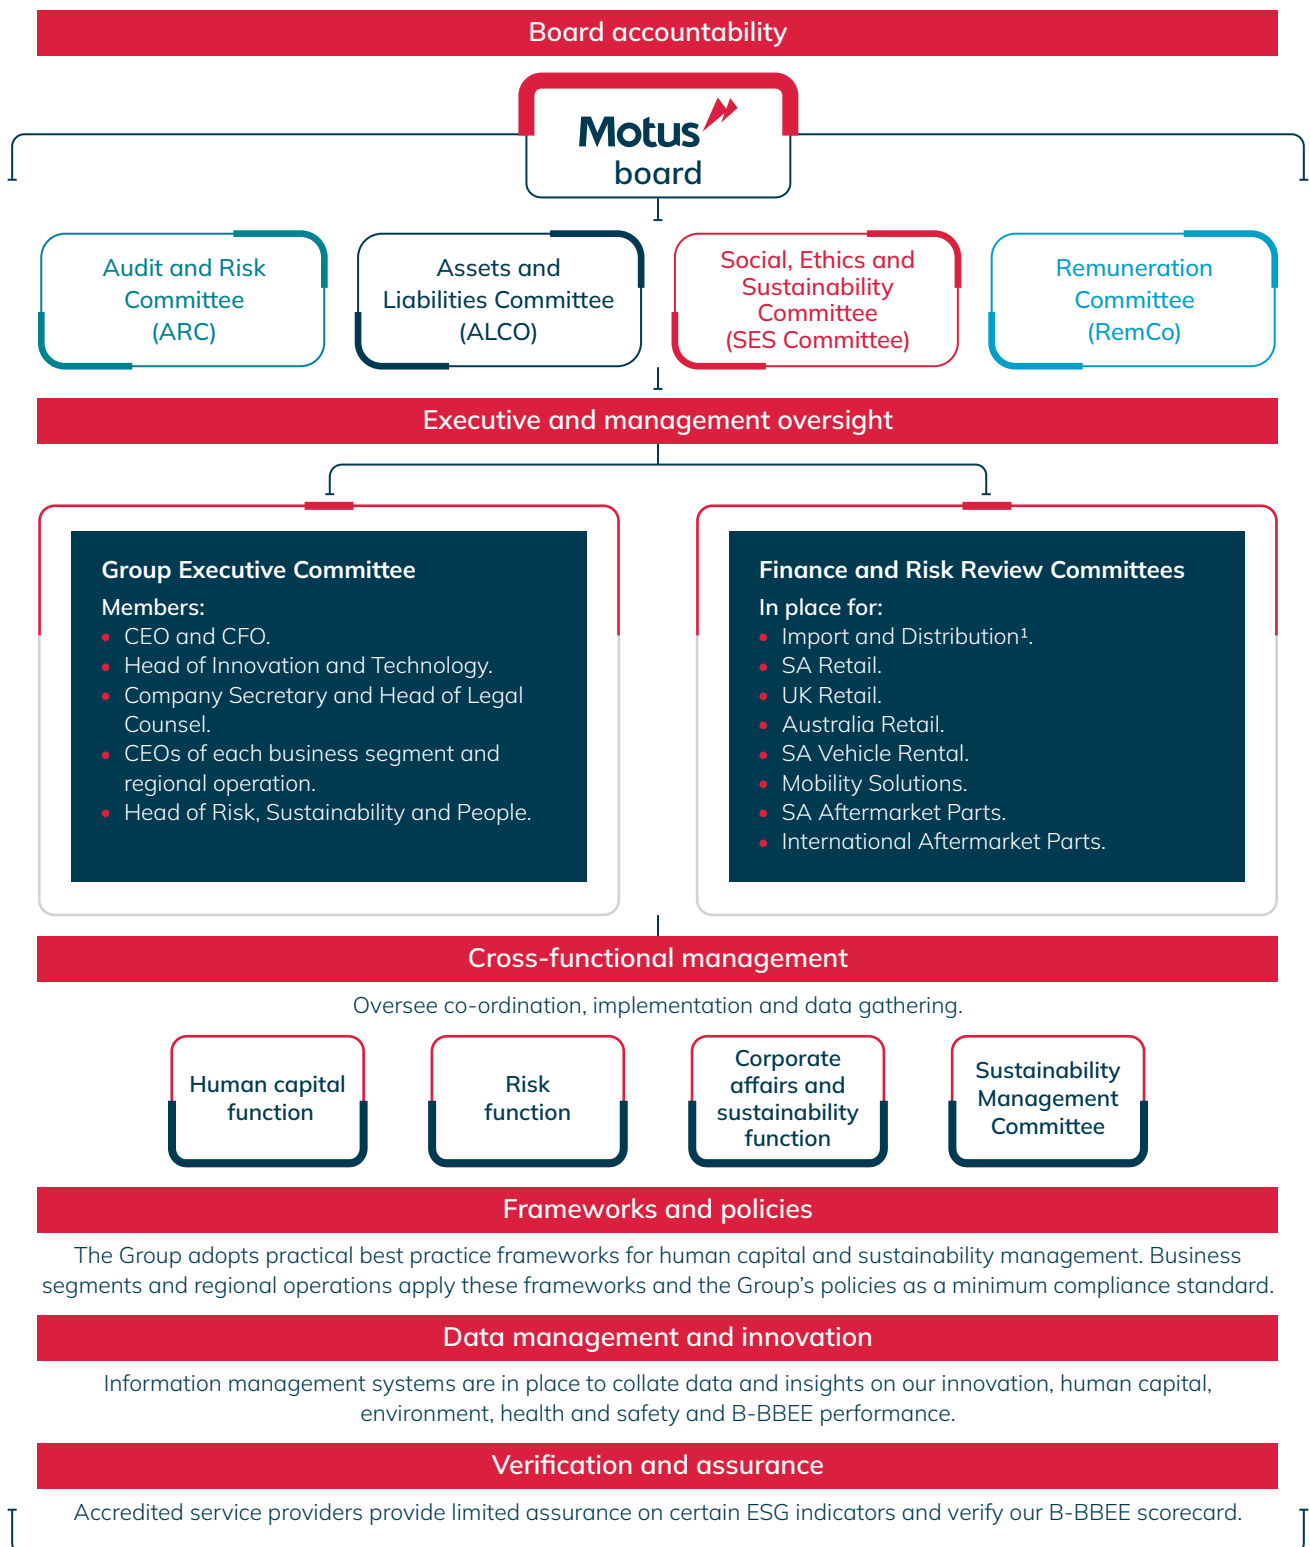 Board accountability
Motus
board
Audit and Risk
Committee
(ARC)
Assets and
Liabilities Committee
(ALCO)
Social, Ethics and
Sustainability
Committee
(SES Committee)
Remuneration
Committee
(RemCo)
Executive and management oversight
Group Executive Committee
Members:
• CEO and CFO.
• Head of Innovation and Technology.
• Company Secretary and Head of Legal
Counsel.
• CEOs of each business segment and
regional operation.
• Head of Risk, Sustainability and People.
Finance and Risk Review Committees
In place for:
• Import and Distribution¹.
• SA Retail.
• UK Retail.
• Australia Retail.
• SA Vehicle Rental.
• Mobility Solutions.
• SA Aftermarket Parts.
• International Aftermarket Parts.
Cross-functional management
Oversee co-ordination, implementation and data gathering.
Human capital
function
Risk
function
Corporate
affairs and
sustainability
function
Sustainability
Management
Committee
Frameworks and policies
The Group adopts practical best practice frameworks for human capital and sustainability management. Business
segments and regional operations apply these frameworks and the Group’s policies as a minimum compliance standard.
Data management and innovation
Information management systems are in place to collate data and insights on our innovation, human capital,
environment, health and safety and B-BBEE performance.
Verification and assurance
Accredited service providers provide limited assurance on certain ESG indicators and verify our B-BBEE scorecard.